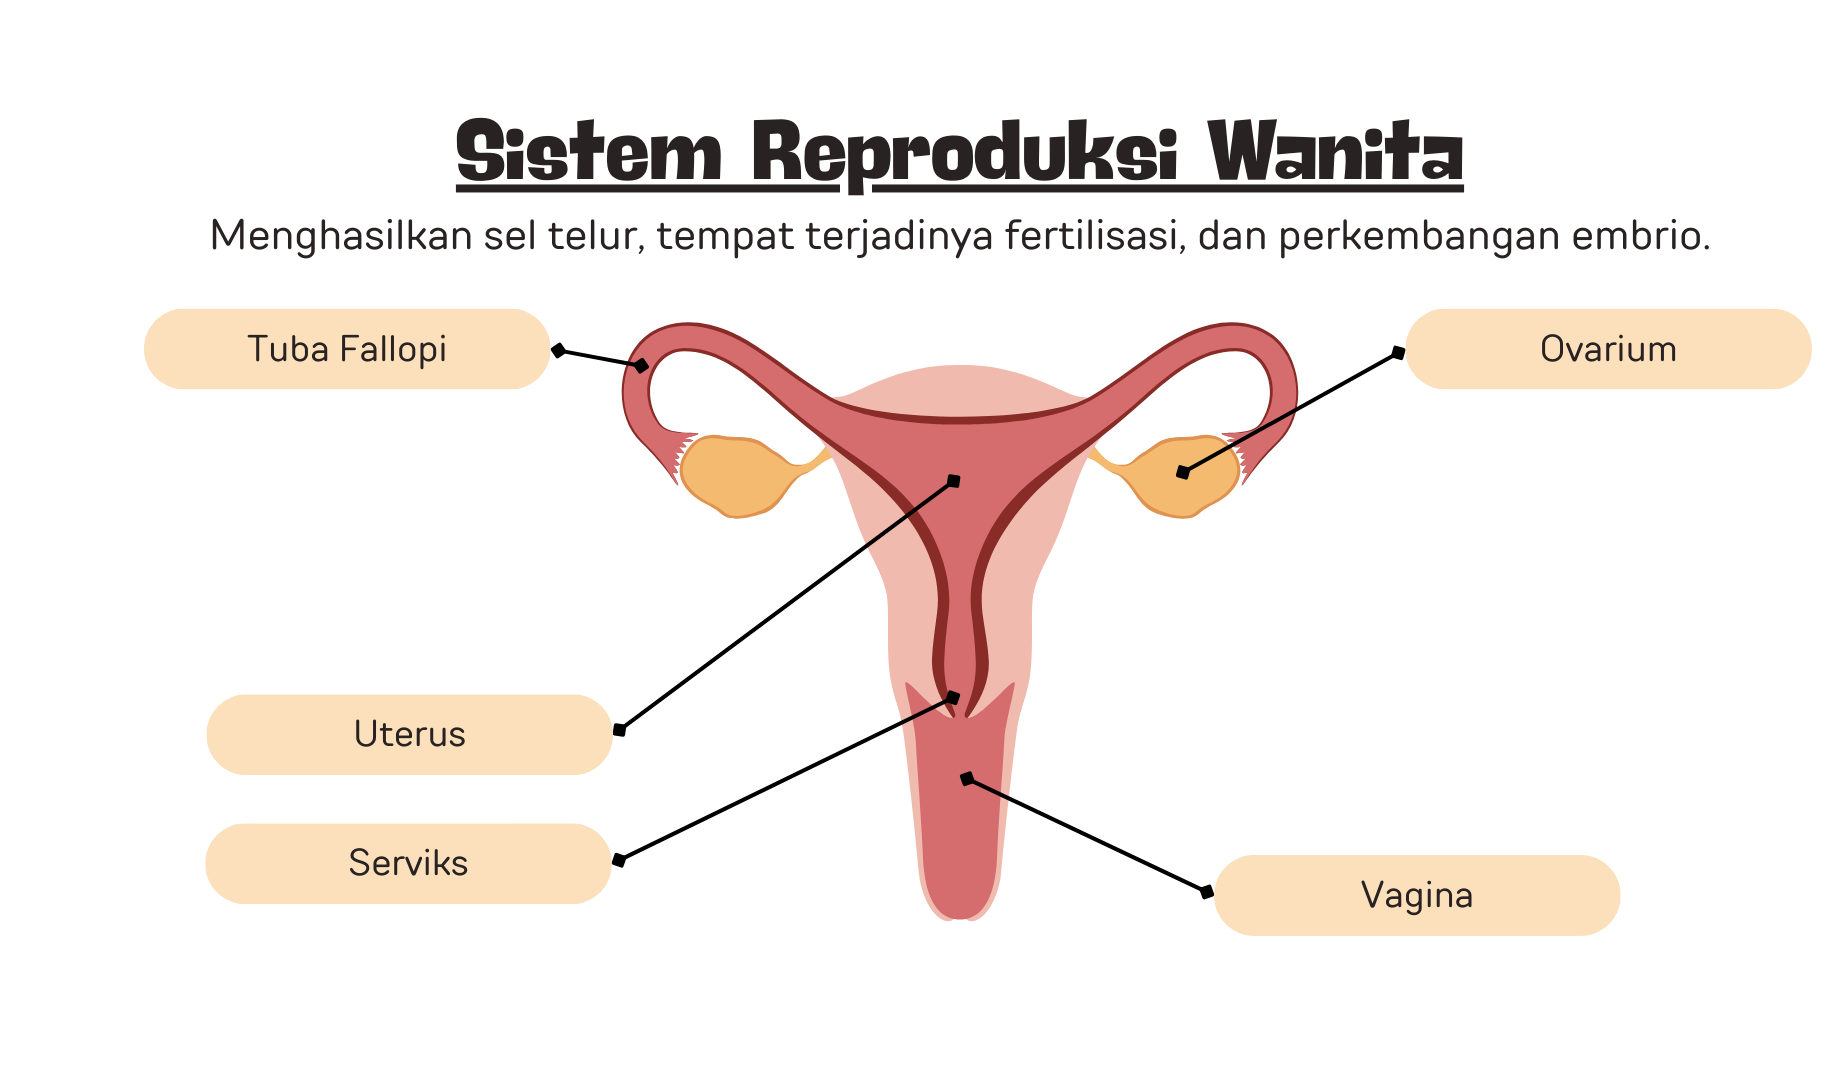 Sistem Reproduksi Wanita
Menghasilkan sel telur, tempat terjadinya fertilisasi, dan perkembangan embrio.
Tuba Fallopi
Ovarium
Uterus
Serviks
Vagina